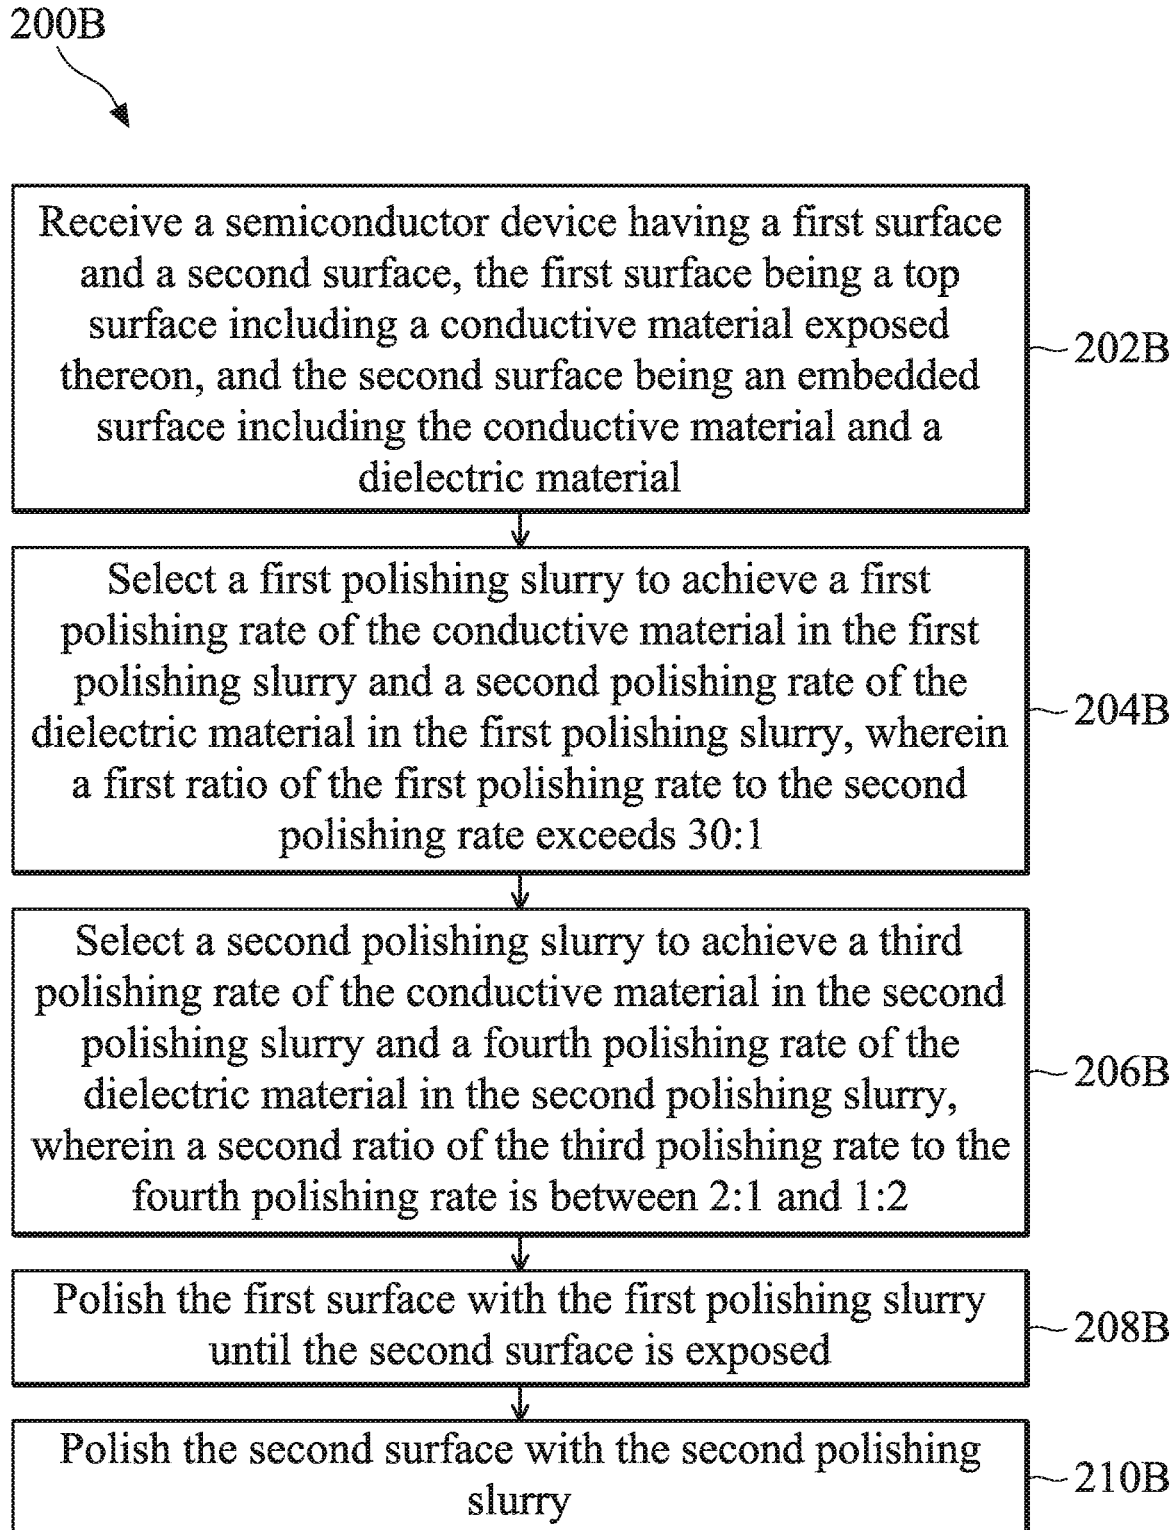 200B
Receive a semiconductor device having a first surface
and a second surface, the first surface being a top
surface including a conductive material exposed
thereon, and the second surface being an embedded
surface including the conductive material and a
dielectric material
202B
Select a first polishing slurry to achieve a first
polishing rate of the conductive material in the first
polishing slurry and a second polishing rate of the
dielectric material in the first polishing slurry, wherein
a first ratio of the first polishing rate to the second
polishing rate exceeds 30:1
204B
Select a second polishing slurry to achieve a third
polishing rate of the conductive material in the second
polishing slurry and a fourth polishing rate of the
dielectric material in the second polishing slurry,
wherein a second ratio of the third polishing rate to the
fourth polishing rate is between 2:1 and 1:2
206B
Polish the first surface with the first polishing slurry
until the second surface is exposed
208B
Polish the second surface with the second polishing
slurry
210B